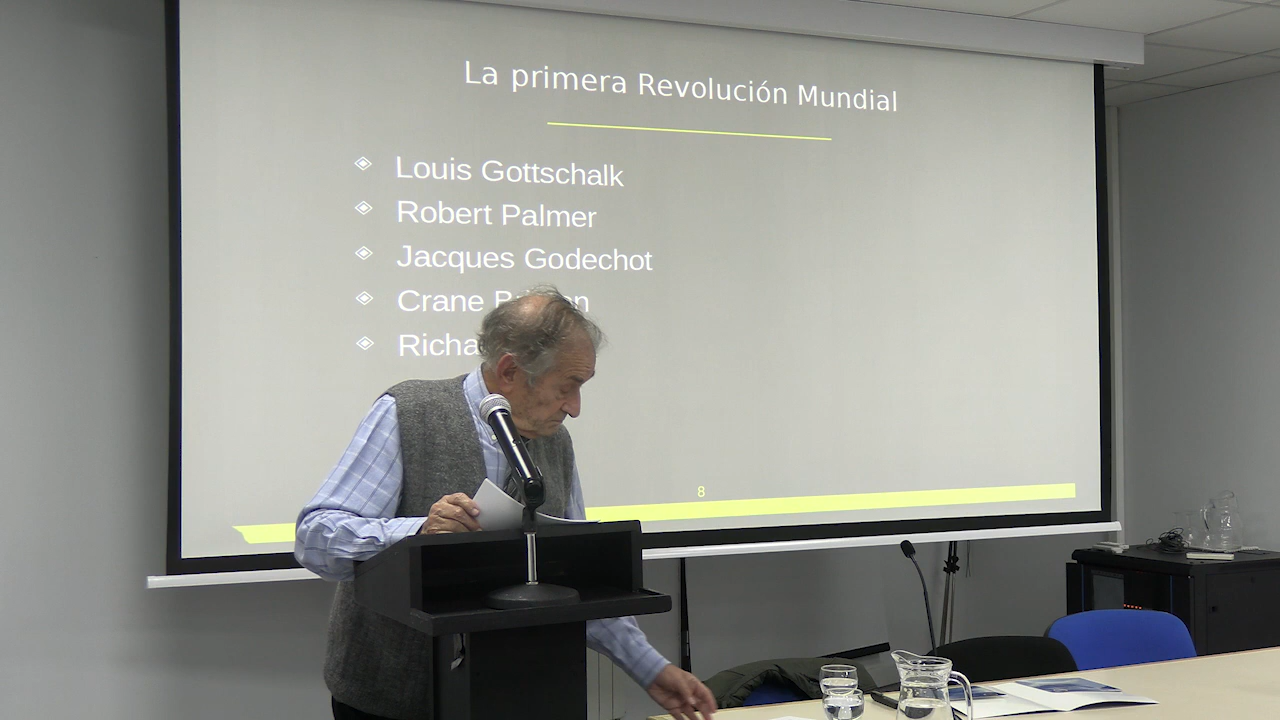 La primera Revolución Mundial
Louis Gottschalk
Robert Palmer
Jacques Godechot
Crane
8